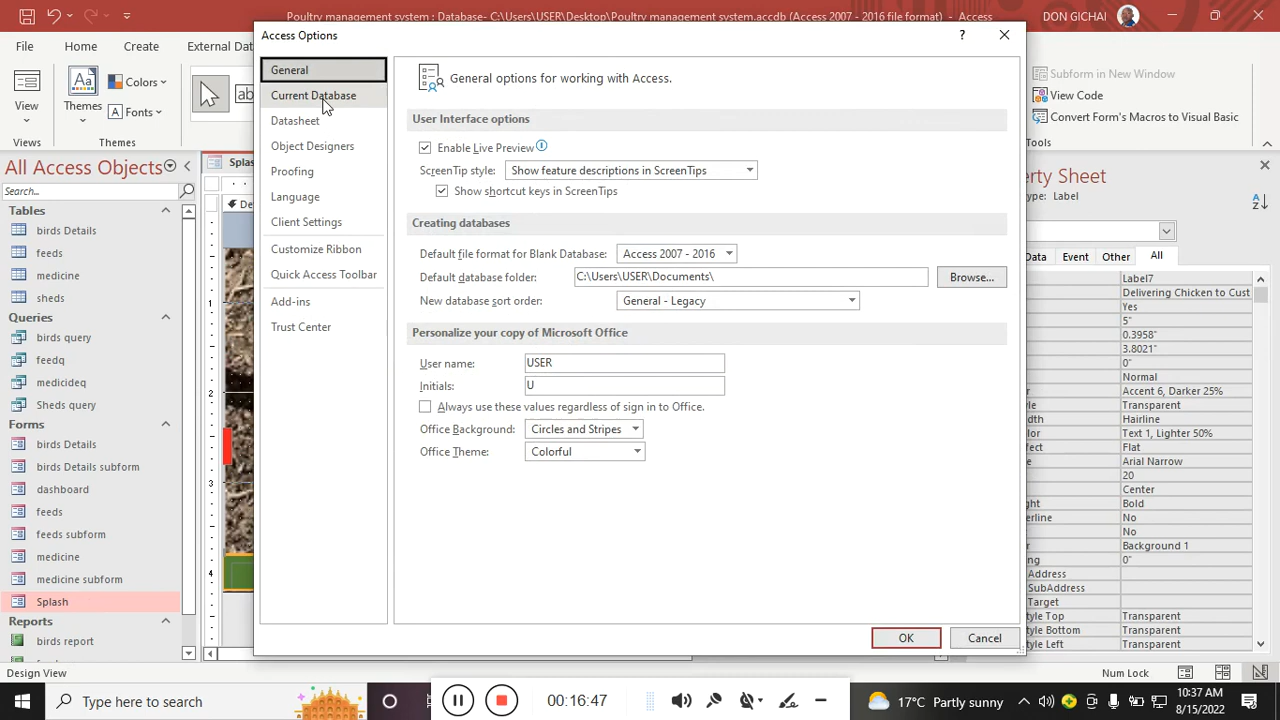 Poultry management system : Database- C:\Users\USER\Desktop\Poultry management system.accdb (Access 2007 - 2016 file format) - Access
DON GICHAI
File
Home
Create
External Data
View
Themes
Colors
Fonts
Themes
Subform in New Window
View Code
Convert Form's Macros to Visual Basic
Access Options
General
Current Database
Datasheet
Object Designers
Proofing
Language
Client Settings
Customize Ribbon
Quick Access Toolbar
Add-ins
Trust Center
General options for working with Access.
User Interface options
Enable Live Preview
ScreenTip style: Show feature descriptions in ScreenTips
Show shortcut keys in ScreenTips
Creating databases
Default file format for Blank Database: Access 2007 - 2016
Default database folder: C:\Users\USER\Documents\ Browse...
New database sort order: General - Legacy
Personalize your copy of Microsoft Office
User name: USER
Initials: U
Always use these values regardless of sign in to Office.
Office Background: Circles and Stripes
Office Theme: Colorful
OK Cancel
All Access Objects
Search...
Tables
birds Details
feeds
medicine
sheds
Queries
birds query
feedq
medicideq
Sheds query
Forms
birds Details
birds Details subform
dashboard
feeds
feeds subform
medicine
medicine subform
Splash
Reports
birds report
1
2
3
4
Data Event Other All
Label7
Delivering Chicken to Cust
Yes
5"
0.3958"
3.8021"
0"
Normal
Accent 6, Darker 25%
Transparent
Hairline
Text 1, Lighter 50%
Flat
Arial Narrow
20
Center
Bold
No
No
Background 1
0"
Address
SubAddress
Target
Style Top Transparent
Style Bottom Transparent
Style Left Transparent
Design View
Num Lock
Type here to search
00:16:47
17°C Partly sunny
10:37 AM
8/15/2022